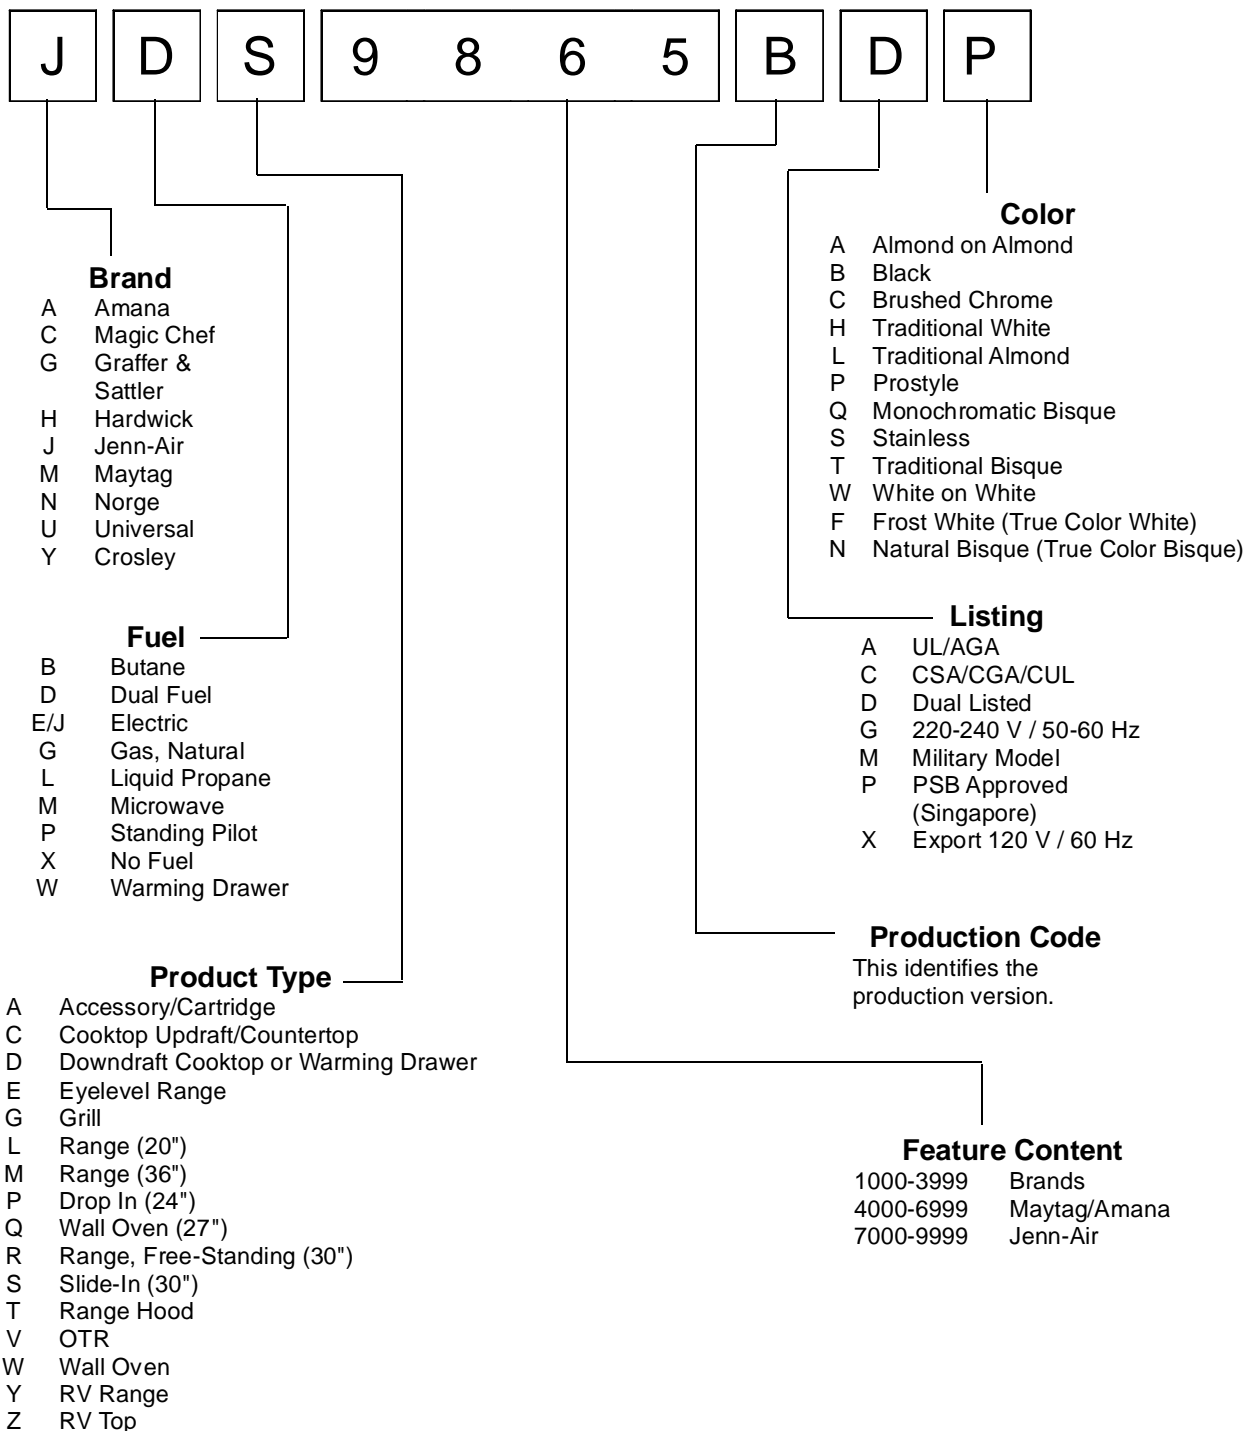 J D S 9 8 6 5 B D P
Brand
A Amana
C Magic Chef
G Graffer &
Sattler
H Hardwick
J Jenn-Air
M Maytag
N Norge
U Universal
Y Crosley
Fuel
B Butane
D Dual Fuel
E/J Electric
G Gas, Natural
L Liquid Propane
M Microwave
P Standing Pilot
X No Fuel
W Warming Drawer
Product Type
A Accessory/Cartridge
C Cooktop Updraft/Countertop
D Downdraft Cooktop or Warming Drawer
E Eyelevel Range
G Grill
L Range (20")
M Range (36")
P Drop In (24")
Q Wall Oven (27")
R Range, Free-Standing (30")
S Slide-In (30")
T Range Hood
V OTR
W Wall Oven
Y RV Range
Z RV Top
Color
A Almond on Almond
B Black
C Brushed Chrome
H Traditional White
L Traditional Almond
P Prostyle
Q Monochromatic Bisque
S Stainless
T Traditional Bisque
W White on White
F Frost White (True Color White)
N Natural Bisque (True Color Bisque)
Listing
A UL/AGA
C CSA/CGA/CUL
D Dual Listed
G 220-240 V / 50-60 Hz
M Military Model
P PSB Approved
(Singapore)
X Export 120 V / 60 Hz
Production Code
This identifies the
production version.
Feature Content
1000-3999 Brands
4000-6999 Maytag/Amana
7000-9999 Jenn-Air